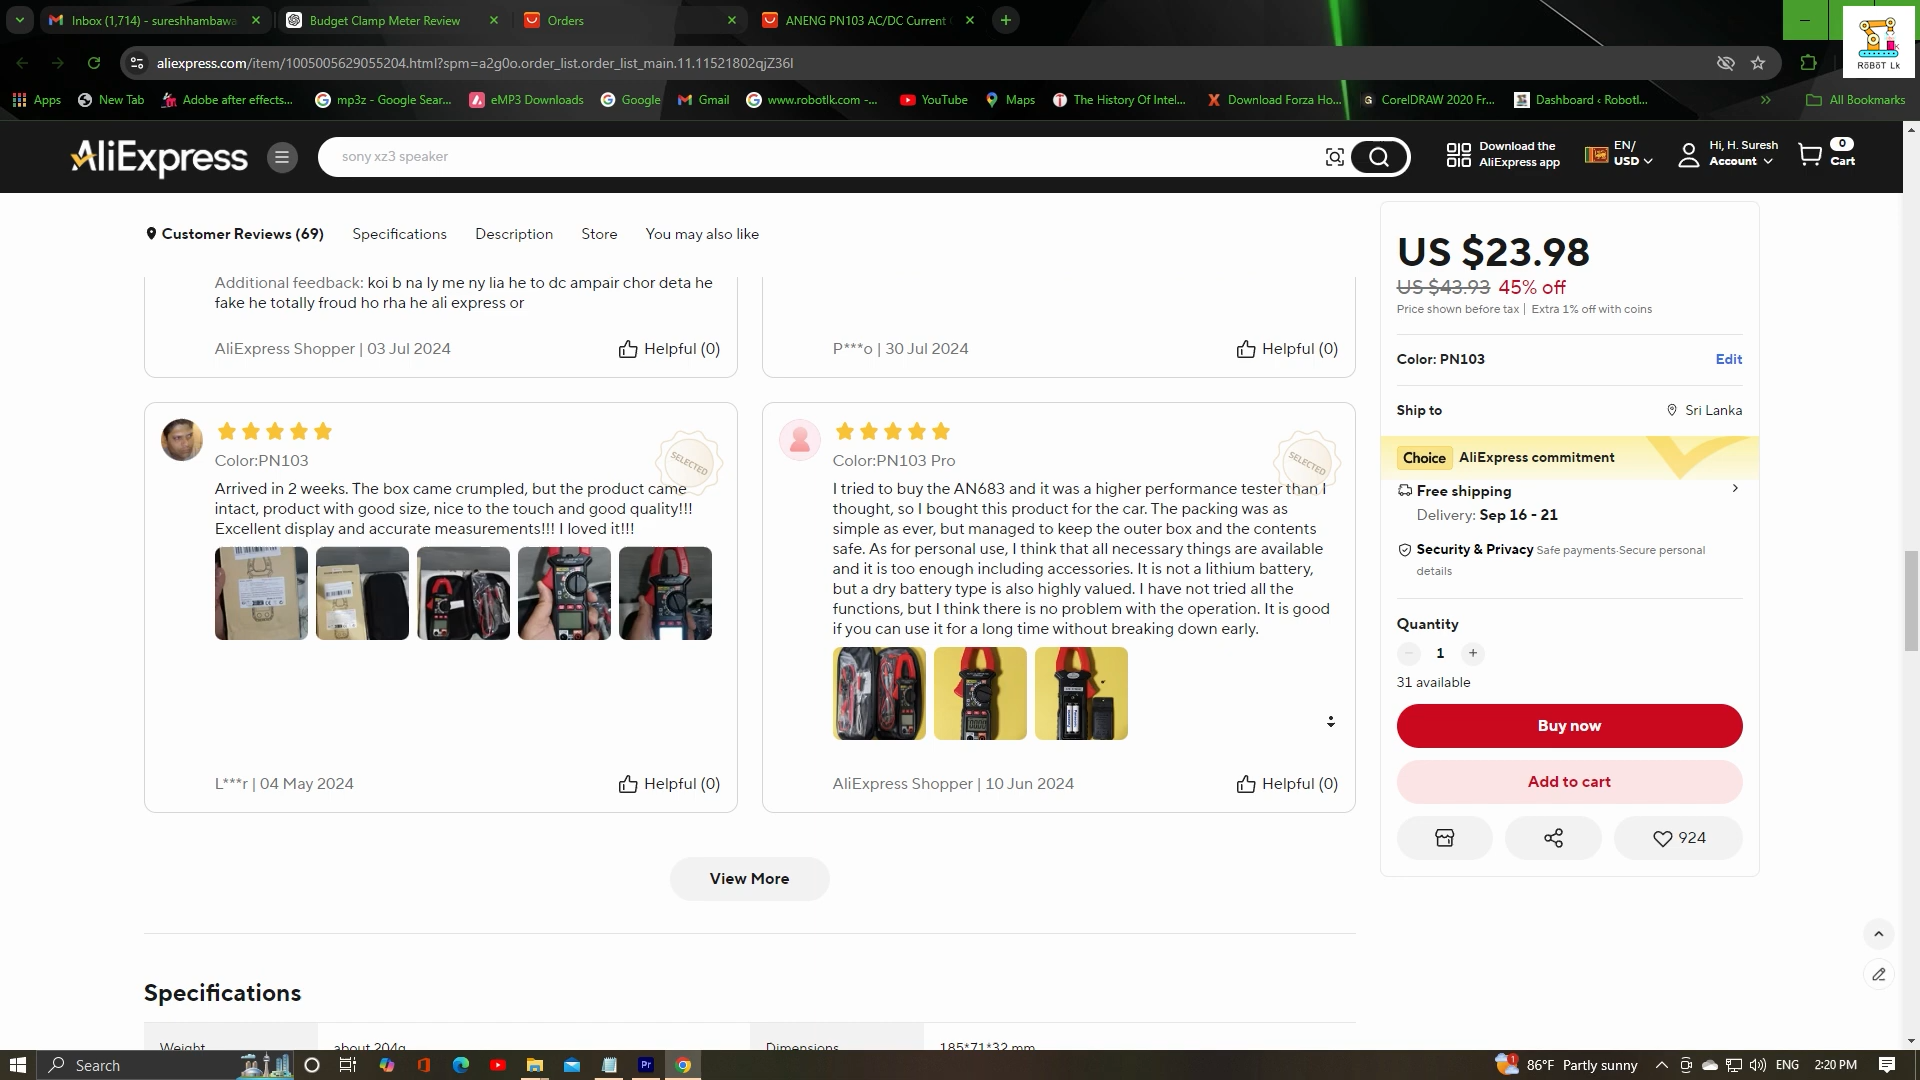 Inbox (1,714) - sureshhambawa
Budget Clamp Meter Review
Orders
ANENG PN103 AC/DC Current
RōBōT Lk
aliexpress.com/item/1005005629055204.html?spm=a2g0o.order_list.order_list_main.11.11521802qjZ36I
Apps
New Tab
Adobe after effects...
mp3z - Google Sear...
eMP3 Downloads
Google
Gmail
www.robotlk.com -...
YouTube
Maps
The History Of Intel...
Download Forza Ho...
CorelDRAW 2020 Fr...
Dashboard ‹ Robotl...
All Bookmarks
AliExpress
sony xz3 speaker
Download the
AliExpress app
EN/
USD
Hi, H. Suresh
Account
0
Cart
Customer Reviews (69)
Specifications
Description
Store
You may also like
Additional feedback: koi b na ly me ny lia he to dc ampair chor deta he
fake he totally froud ho rha he ali express or
AliExpress Shopper | 03 Jul 2024
Helpful (0)
P***o | 30 Jul 2024
Helpful (0)
Color:PN103
SELECTED
Arrived in 2 weeks. The box came crumpled, but the product came
intact, product with good size, nice to the touch and good quality!!!
Excellent display and accurate measurements!!! I loved it!!!
L***r | 04 May 2024
Helpful (0)
Color:PN103 Pro
SELECTED
I tried to buy the AN683 and it was a higher performance tester than I
thought, so I bought this product for the car. The packing was as
simple as ever, but managed to keep the outer box and the contents
safe. As for personal use, I think that all necessary things are available
and it is too enough including accessories. It is not a lithium battery,
but a dry battery type is also highly valued. I have not tried all the
functions, but I think there is no problem with the operation. It is good
if you can use it for a long time without breaking down early.
AliExpress Shopper | 10 Jun 2024
Helpful (0)
View More
Specifications
Weight
about 204g
Dimensions
185*71*32 mm
US $23.98
US $43.93 45% off
Price shown before tax | Extra 1% off with coins
Color: PN103
Edit
Ship to
Sri Lanka
Choice
AliExpress commitment
Free shipping
Delivery: Sep 16 - 21
Security & Privacy Safe payments·Secure personal
details
Quantity
1
31 available
Buy now
Add to cart
924
Search
Pr
1
86°F Partly sunny
ENG
2:20 PM